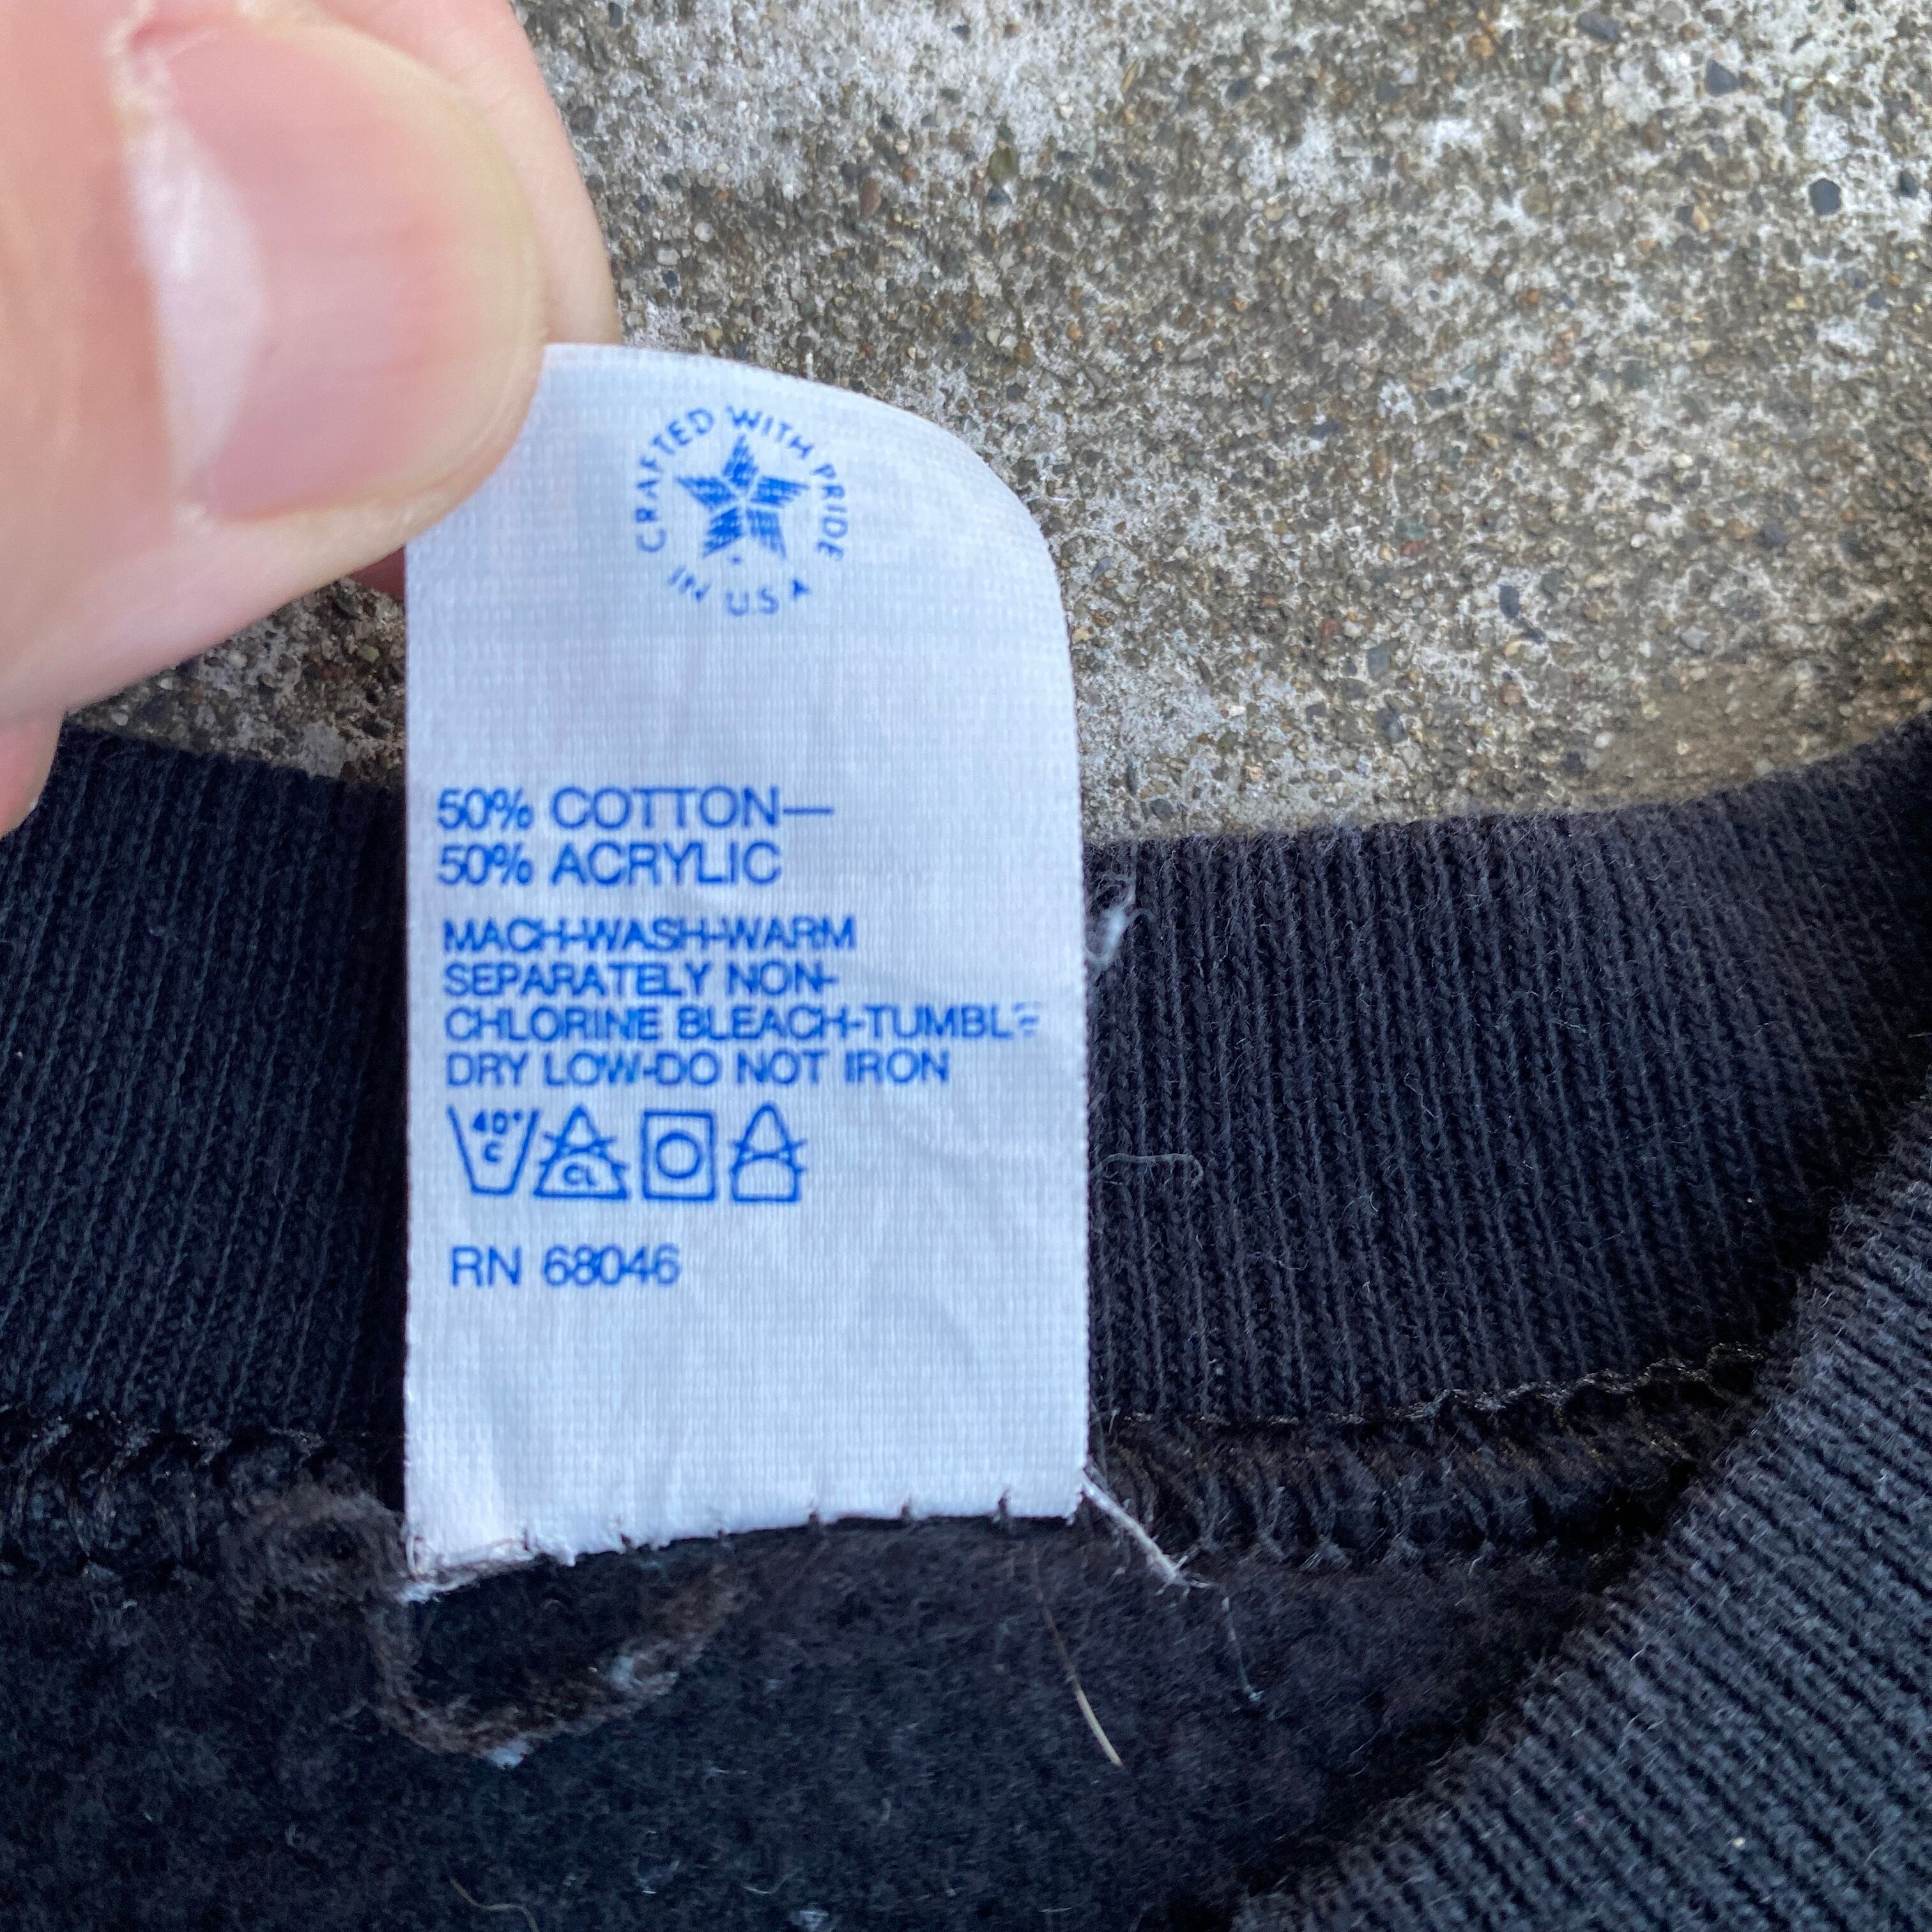 CRAFTED WITH PRIDE
IN U.S.A
50% COTTON—
50% ACRYLIC
MACH-WASH-WARM
SEPARATELY NON-
CHLORINE BLEACH-TUMBLE
DRY LOW-DO NOT IRON
40°
C
CL
RN 68046